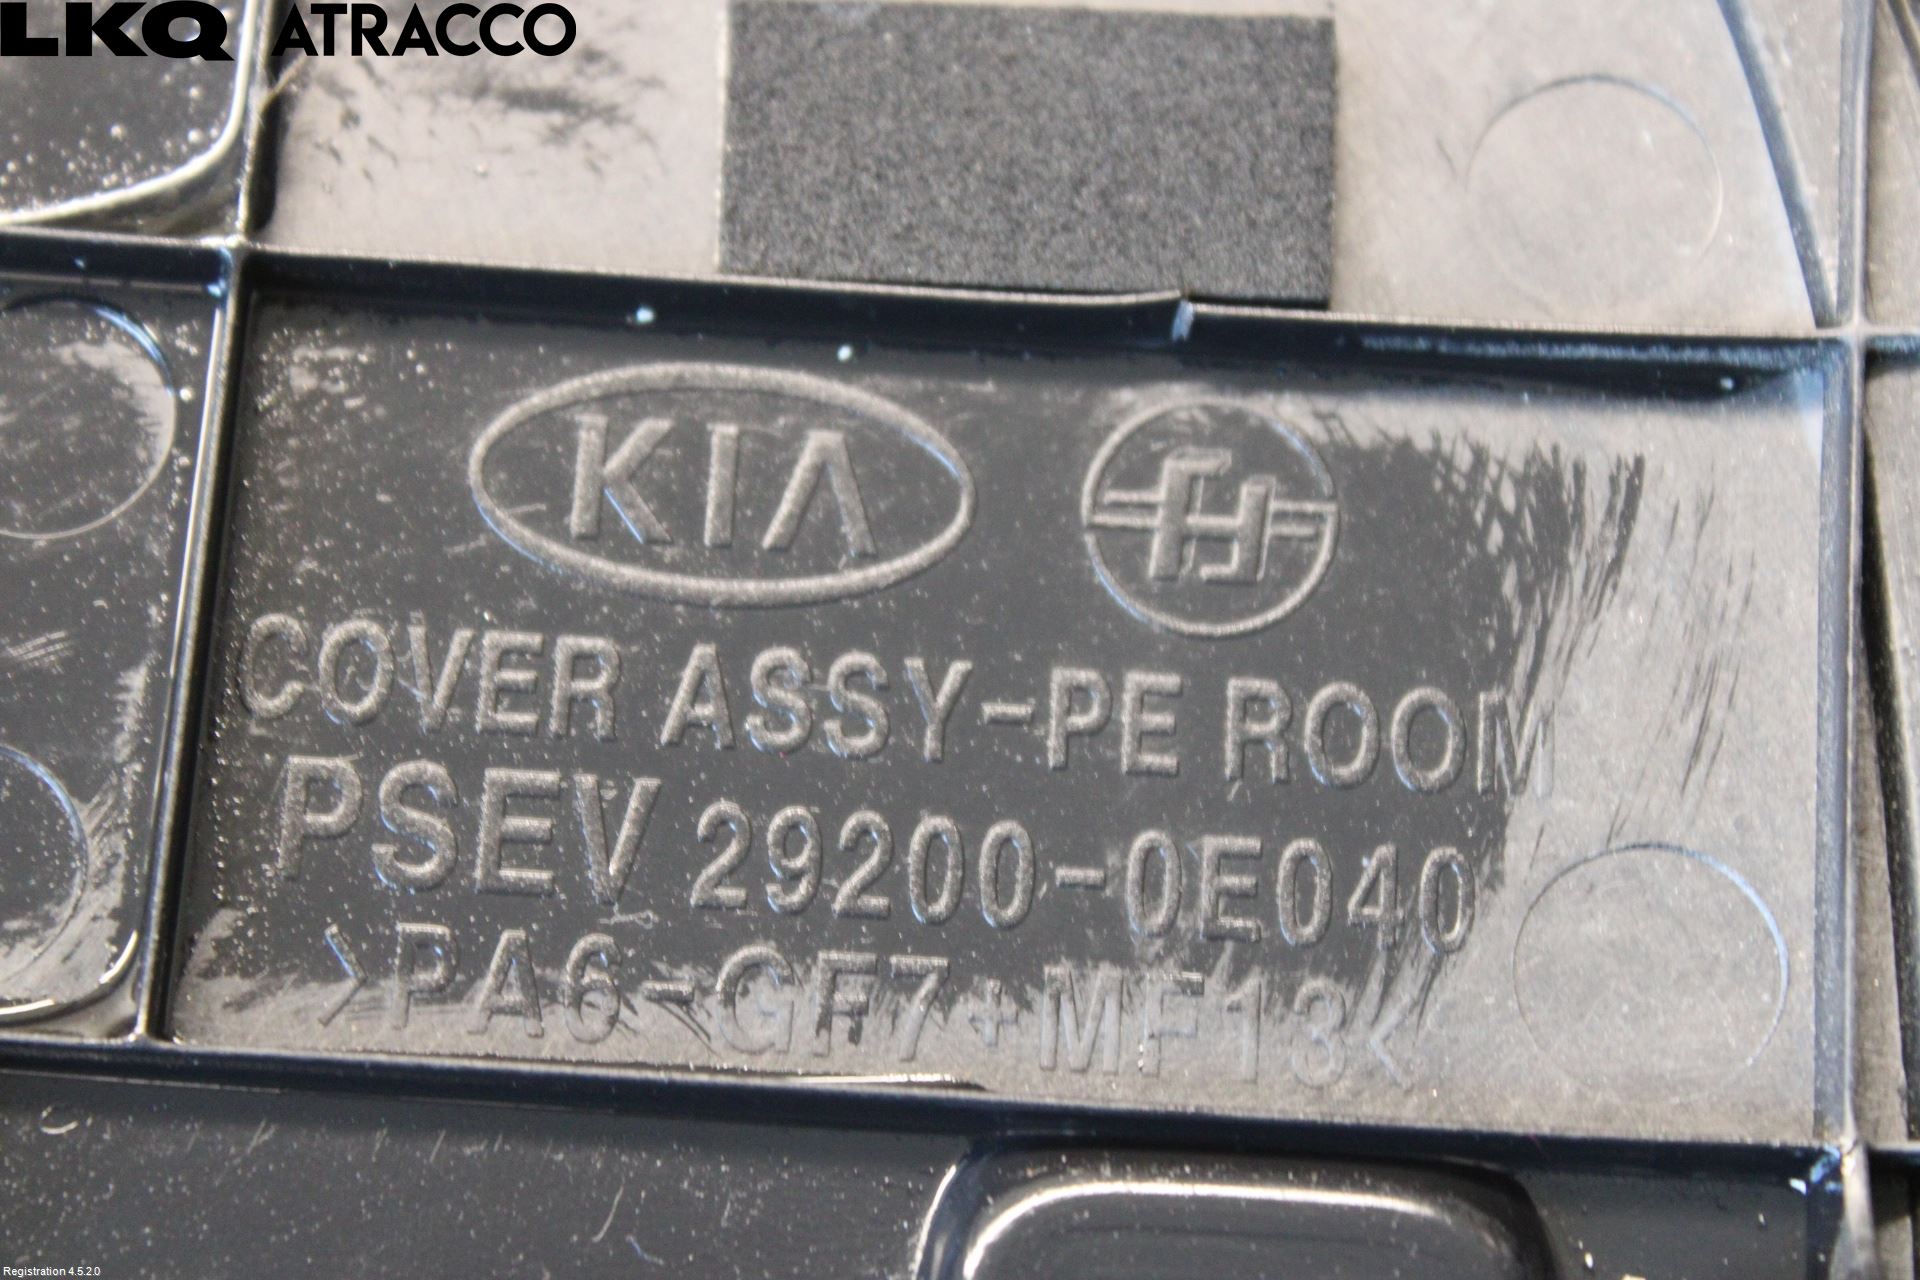 LKQ ATRACCO
KIA
COVER ASSY-PE ROOM
PSEV 29200-0E040
>PA6-GF7+MF13<
Registration 4.5.2.0